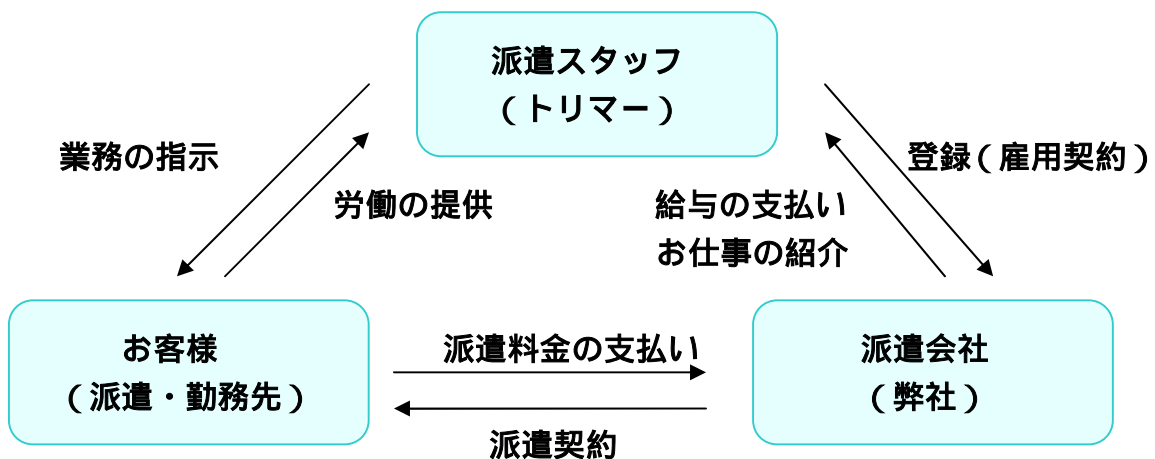 派遣スタッフ
(トリマー)
業務の指示
登録(雇用契約)
労働の提供
給与の支払い
お仕事の紹介
お客様
(派遣・勤務先)
派遣料金の支払い
派遣会社
(弊社)
派遣契約